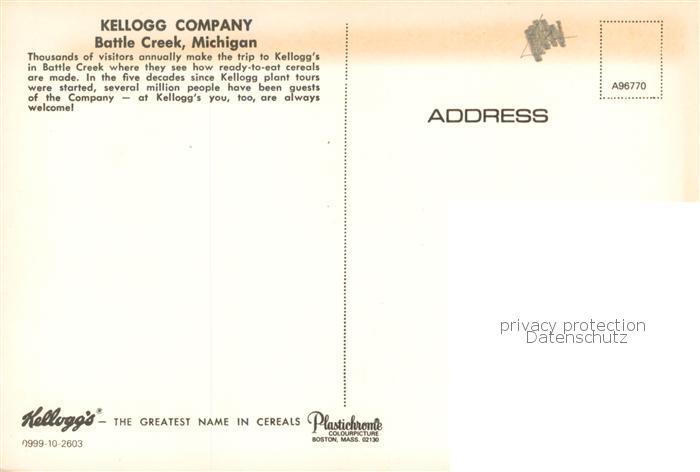 KELLOGG COMPANY
Battle Creek, Michigan
Thousands of visitors annually make the trip to Kellogg's
in Battle Creek where they see how ready-to-eat cereals
are made. In the five decades since Kellogg plant tours
were started, several million people have been guests
of the Company — at Kellogg's you, too, are always
welcome!
A96770
ADDRESS
privacy protection
Datenschutz
Kellogg's® — THE GREATEST NAME IN CEREALS
Plastichrome
COLOURPICTURE
BOSTON, MASS. 02130
0999-10-2603